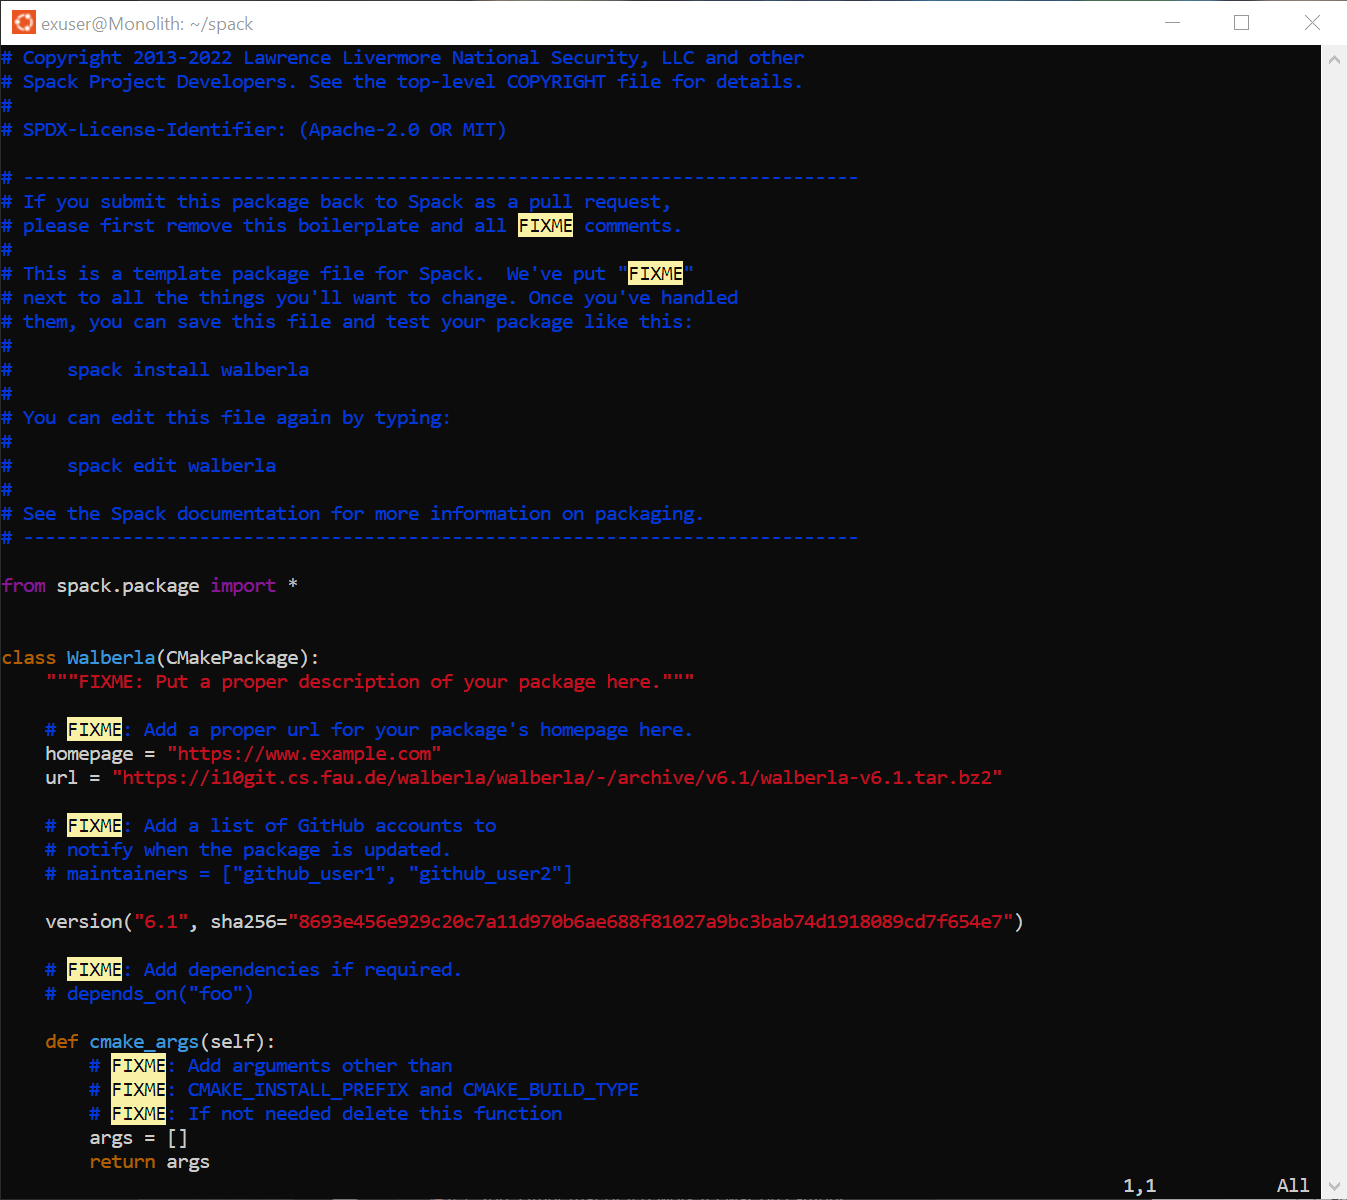 exuser@Monolith: ~/spack
# Copyright 2013-2022 Lawrence Livermore National Security, LLC and other
# Spack Project Developers. See the top-level COPYRIGHT file for details.
#
# SPDX-License-Identifier: (Apache-2.0 OR MIT)

# ----------------------------------------------------------------------------
# If you submit this package back to Spack as a pull request,
# please first remove this boilerplate and all FIXME comments.
#
# This is a template package file for Spack.  We've put "FIXME"
# next to all the things you'll want to change. Once you've handled
# them, you can save this file and test your package like this:
#
#     spack install walberla
#
# You can edit this file again by typing:
#
#     spack edit walberla
#
# See the Spack documentation for more information on packaging.
# ----------------------------------------------------------------------------

from spack.package import *


class Walberla(CMakePackage):
    """FIXME: Put a proper description of your package here."""

    # FIXME: Add a proper url for your package's homepage here.
    homepage = "https://www.example.com"
    url = "https://i10git.cs.fau.de/walberla/walberla/-/archive/v6.1/walberla-v6.1.tar.bz2"

    # FIXME: Add a list of GitHub accounts to
    # notify when the package is updated.
    # maintainers = ["github_user1", "github_user2"]

    version("6.1", sha256="8693e456e929c20c7a11d970b6ae688f81027a9bc3bab74d1918089cd7f654e7")

    # FIXME: Add dependencies if required.
    # depends_on("foo")

    def cmake_args(self):
        # FIXME: Add arguments other than
        # FIXME: CMAKE_INSTALL_PREFIX and CMAKE_BUILD_TYPE
        # FIXME: If not needed delete this function
        args = []
        return args
1,1 All